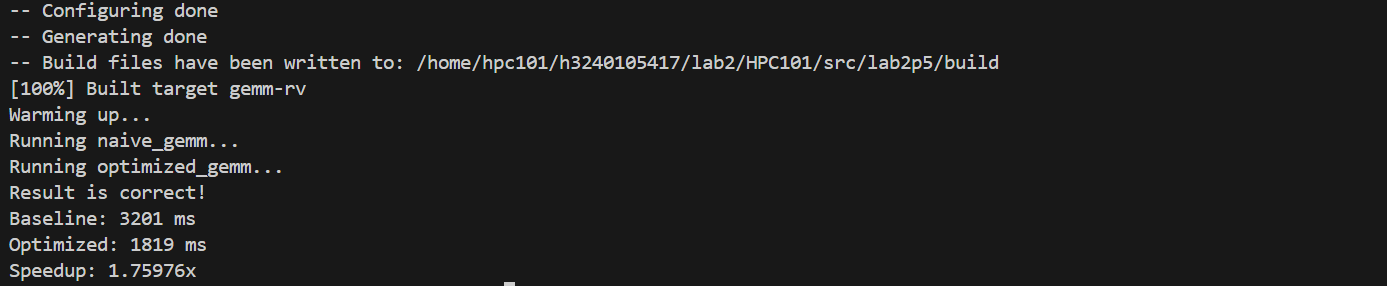 -- Configuring done
-- Generating done
-- Build files have been written to: /home/hpc101/h3240105417/lab2/HPC101/src/lab2p5/build
[100%] Built target gemm-rv
Warming up...
Running naive_gemm...
Running optimized_gemm...
Result is correct!
Baseline: 3201 ms
Optimized: 1819 ms
Speedup: 1.75976x